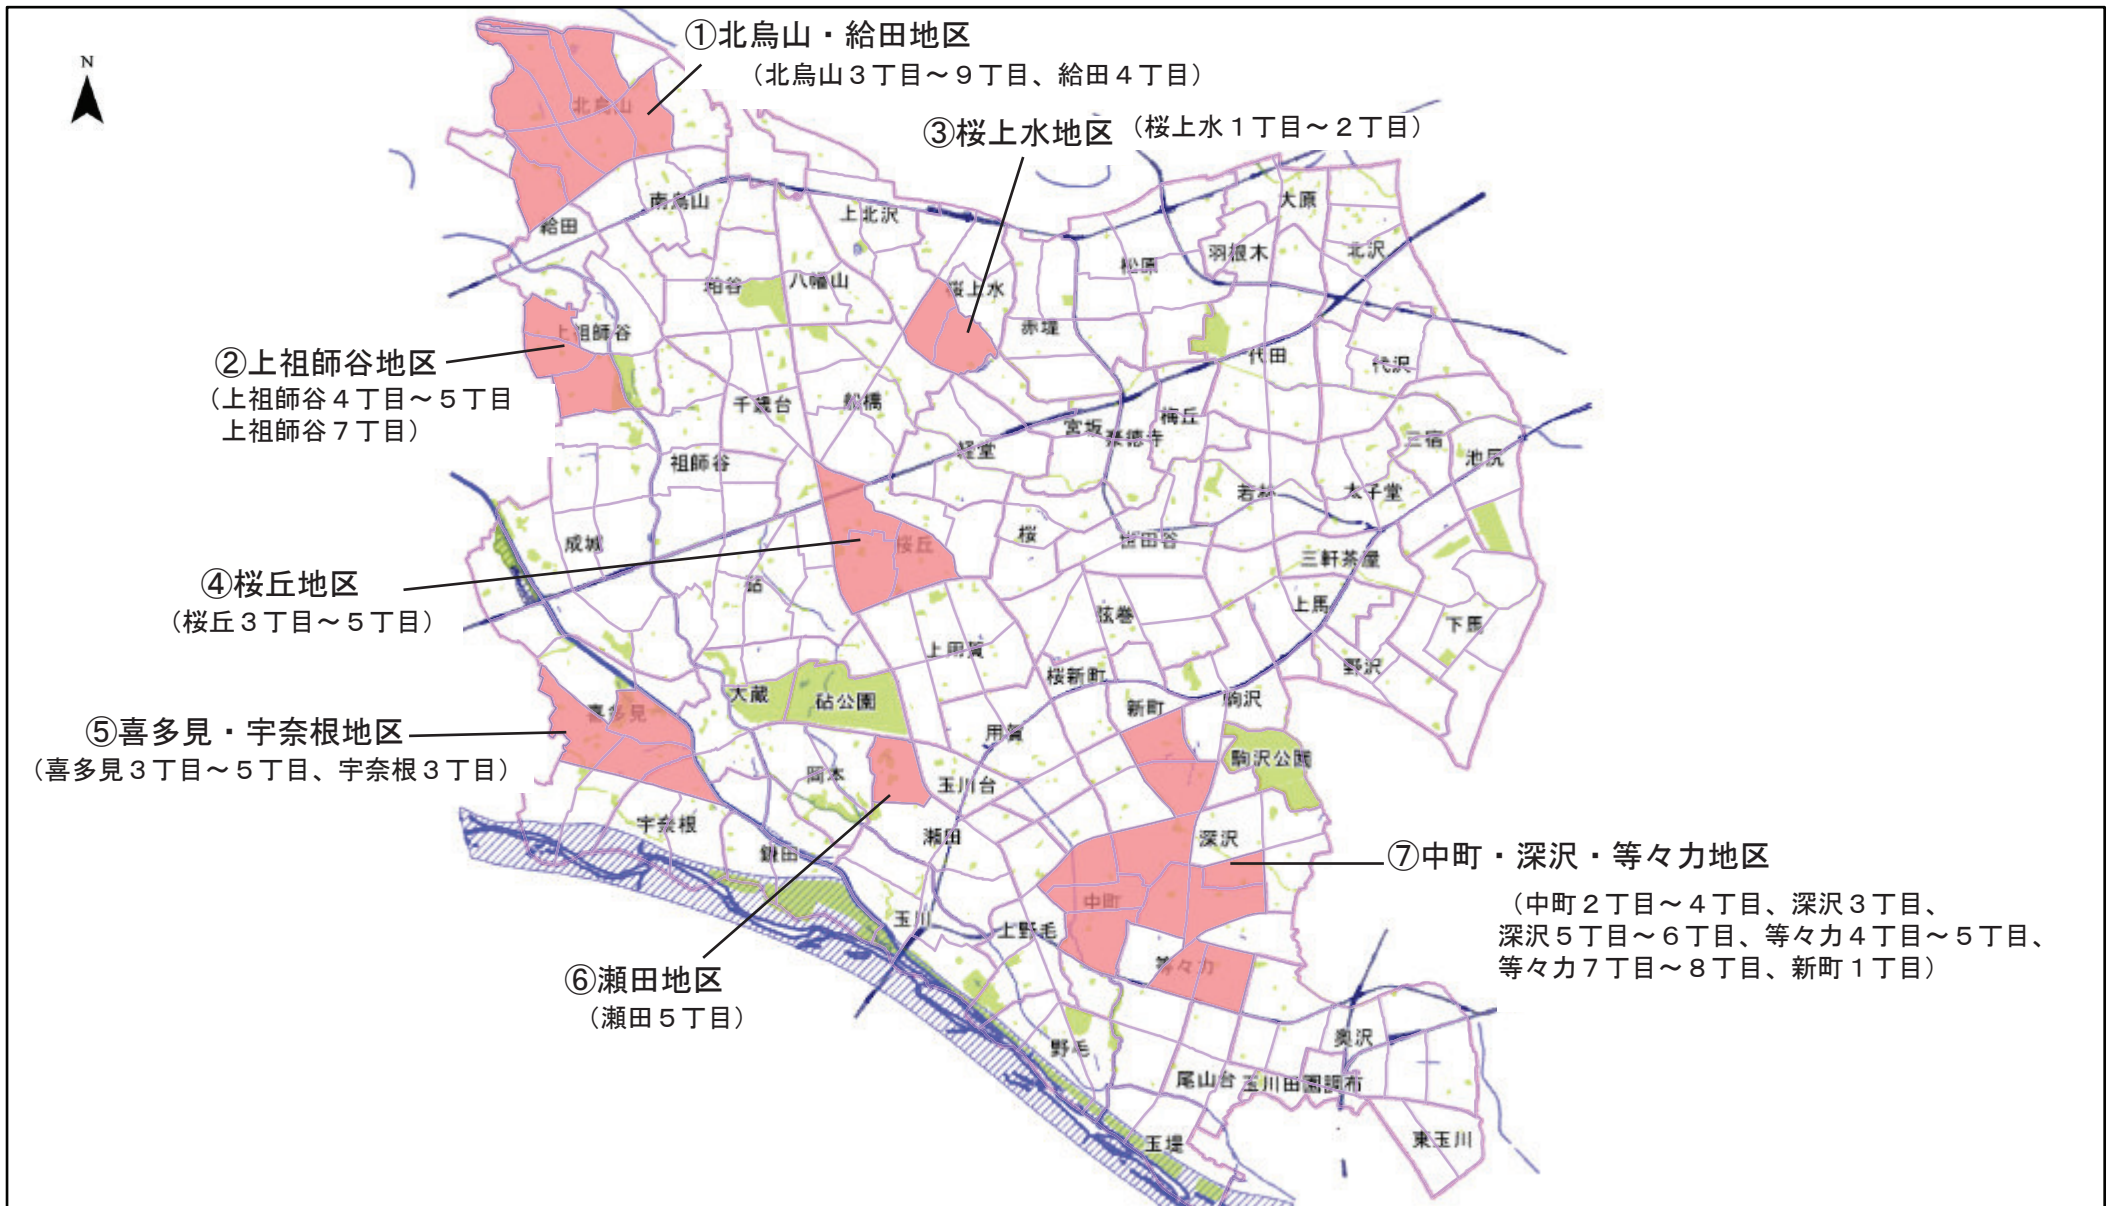 N
①北烏山・給田地区
（北烏山３丁目～９丁目、給田４丁目）
③桜上水地区（桜上水１丁目～２丁目）
②上祖師谷地区
（上祖師谷４丁目～５丁目
上祖師谷７丁目）
④桜丘地区
（桜丘３丁目～５丁目）
⑤喜多見・宇奈根地区
（喜多見３丁目～５丁目、宇奈根３丁目）
⑥瀬田地区
（瀬田５丁目）
⑦中町・深沢・等々力地区
（中町２丁目～４丁目、深沢３丁目、
深沢５丁目～６丁目、等々力４丁目～５丁目、
等々力７丁目～８丁目、新町１丁目）
北烏山
南烏山
給田
上北沢
大原
北沢
羽根木
松原
粕谷
八幡山
桜上水
赤堤
上祖師谷
代田
代沢
千歳台
船橋
宮坂
豪徳寺
梅丘
経堂
三宿
池尻
祖師谷
若林
太子堂
成城
桜丘
桜
世田谷
三軒茶屋
砧
弦巻
上馬
下馬
上用賀
野沢
桜新町
大蔵
砧公園
新町
駒沢
喜多見
用賀
駒沢公園
岡本
玉川台
宇奈根
瀬田
深沢
鎌田
中町
玉川
上野毛
等々力
野毛
奥沢
尾山台
玉川田園調布
玉堤
東玉川